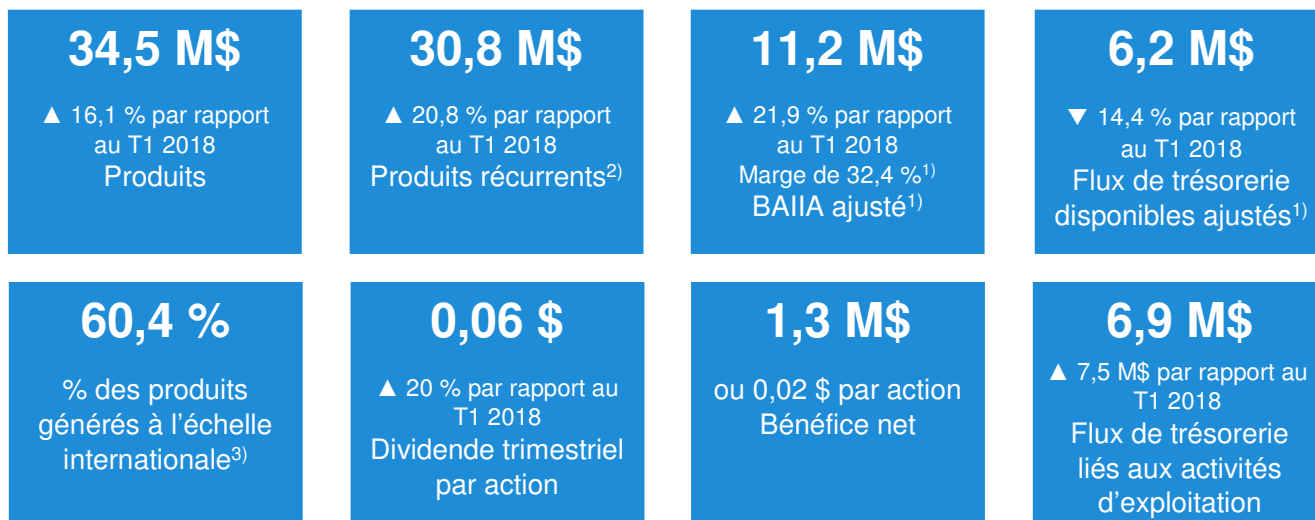 34,5 M$
▲ 16,1 % par rapport
au T1 2018
Produits
30,8 M$
▲ 20,8 % par rapport
au T1 2018
Produits récurrents2)
11,2 M$
▲ 21,9 % par rapport
au T1 2018
Marge de 32,4 %1)
BAIIA ajusté1)
6,2 M$
▼ 14,4 % par rapport
au T1 2018
Flux de trésorerie
disponibles ajustés1)
60,4 %
% des produits
générés à l'échelle
internationale3)
0,06 $
▲ 20 % par rapport au
T1 2018
Dividende trimestriel
par action
1,3 M$
ou 0,02 $ par action
Bénéfice net
6,9 M$
▲ 7,5 M$ par rapport au
T1 2018
Flux de trésorerie
liés aux activités
d'exploitation